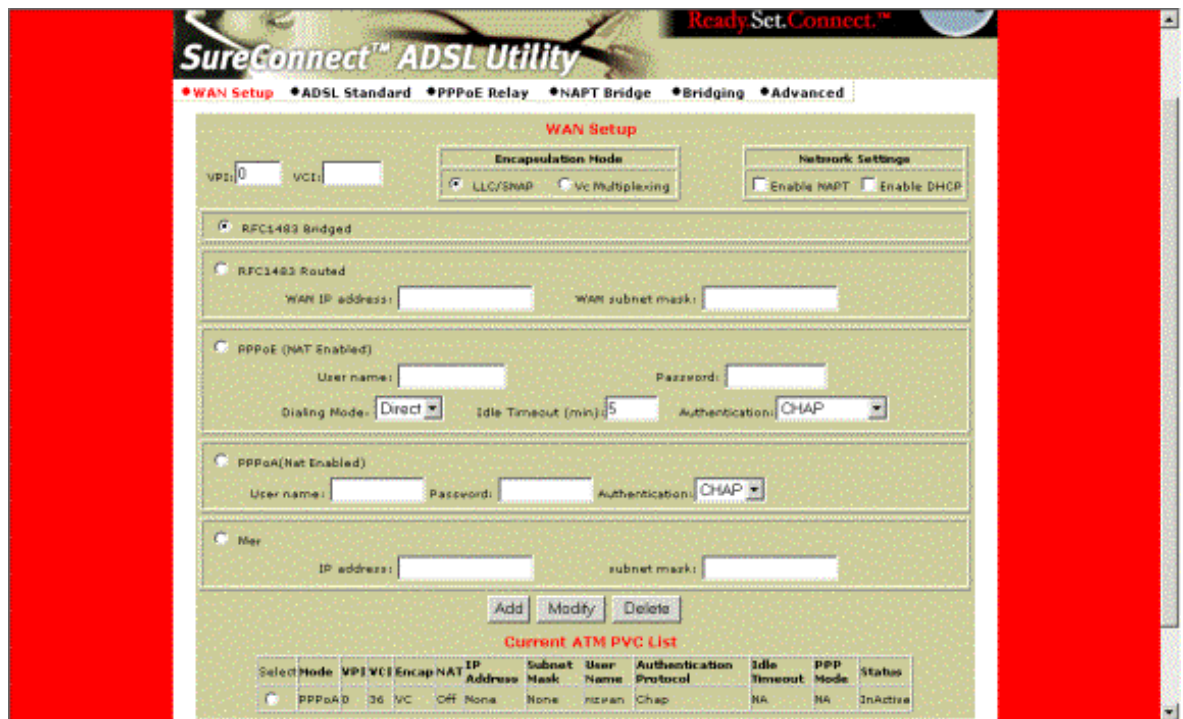 Ready.Set.Connect.™
SureConnect™ ADSL Utility
WAN Setup ADSL Standard PPPoE Relay NAPT Bridge Bridging Advanced
WAN Setup
Encapsulation Mode Network Settings
VPI: 0 VCI: LLC/SNAP Vc Multiplexing Enable NAPT Enable DHCP
RFC1483 Bridged
RFC1483 Routed
WAN IP address: WAN subnet mask:
PPPoE (NAT Enabled)
User name: Password:
Dialing Mode. Direct Idle Timeout (min): 5 Authentication: CHAP
PPPoA(Nat Enabled)
User name: Password: Authentication: CHAP
Mer
IP address: subnet mask:
Add Modify Delete
Current ATM PVC List
Select Mode VPI VCI Encap NAT IP Address Subnet Mask User Name Authentication Protocol Idle Timeout PPP Mode Status
PPPoA 0 36 VC Off None None Chap NA NA InActive